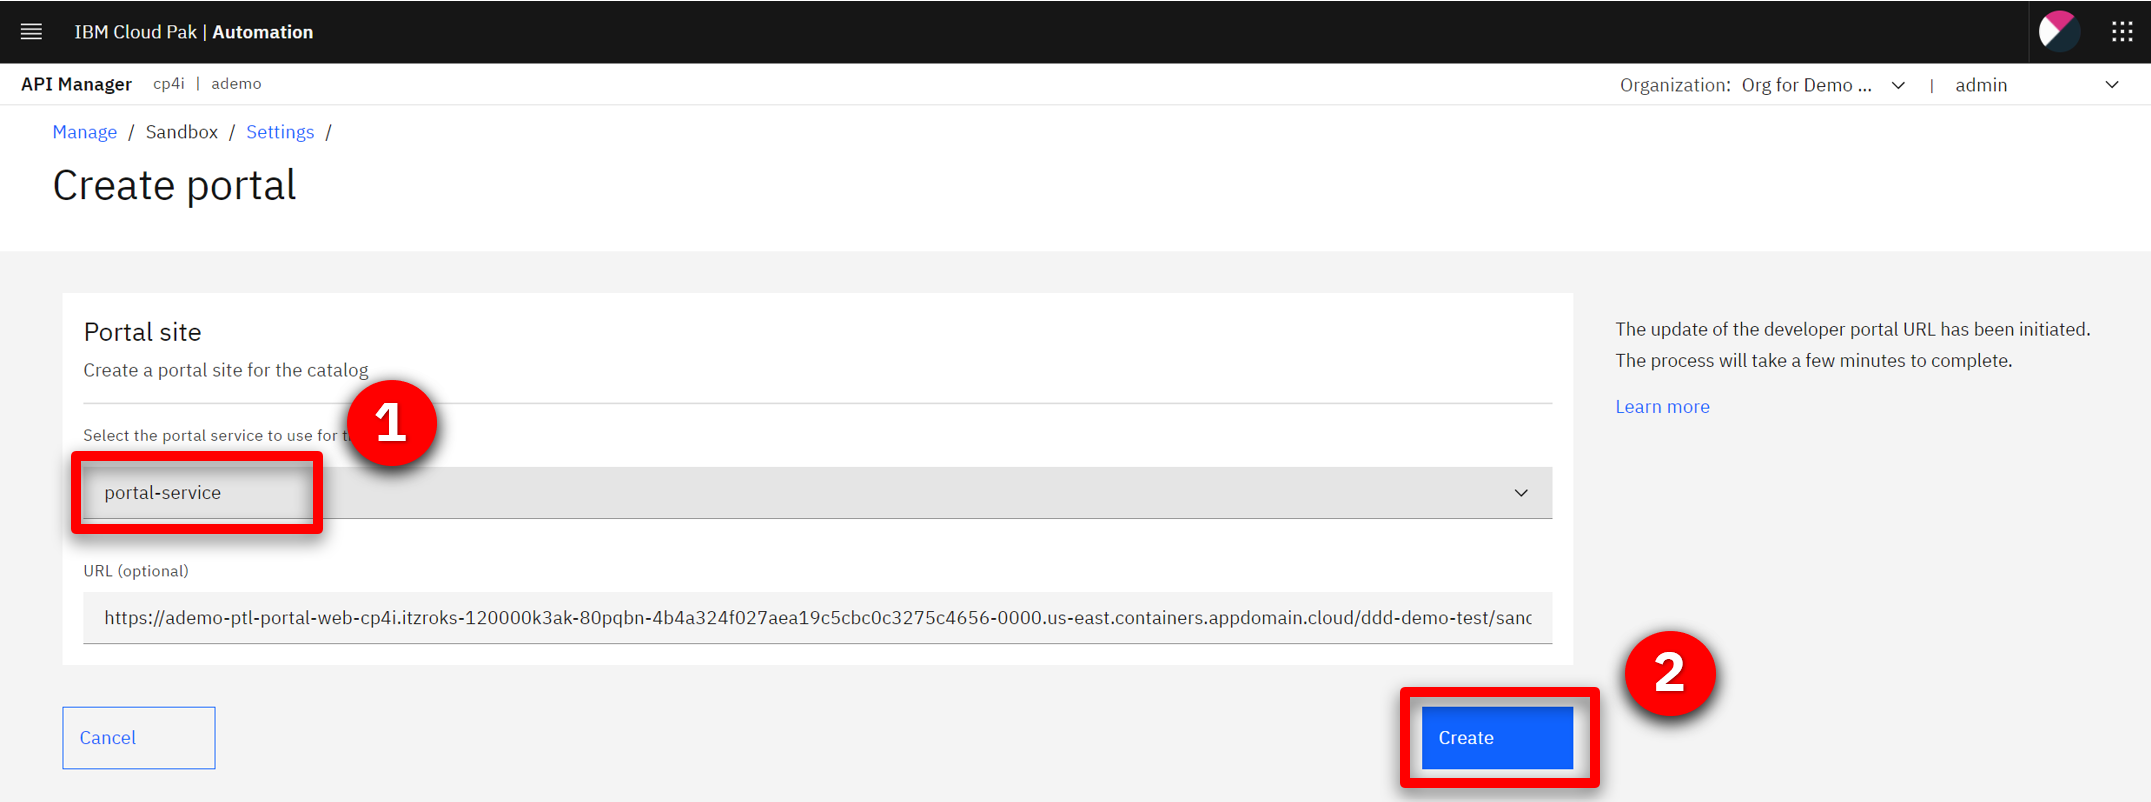 IBM Cloud Pak | Automation
API Manager cp4i | ademo Organization: Org for Demo ... | admin
Manage / Sandbox / Settings /
Create portal
Portal site
Create a portal site for the catalog
The update of the developer portal URL has been initiated.
The process will take a few minutes to complete.
Learn more
1
Select the portal service to use for
portal-service
URL (optional)
https://ademo-ptl-portal-web-cp4i.itzroks-120000k3ak-80pqbn-4b4a324f027aea19c5cbc0c3275c4656-0000.us-east.containers.appdomain.cloud/ddd-demo-test/sanc
2
Cancel
Create